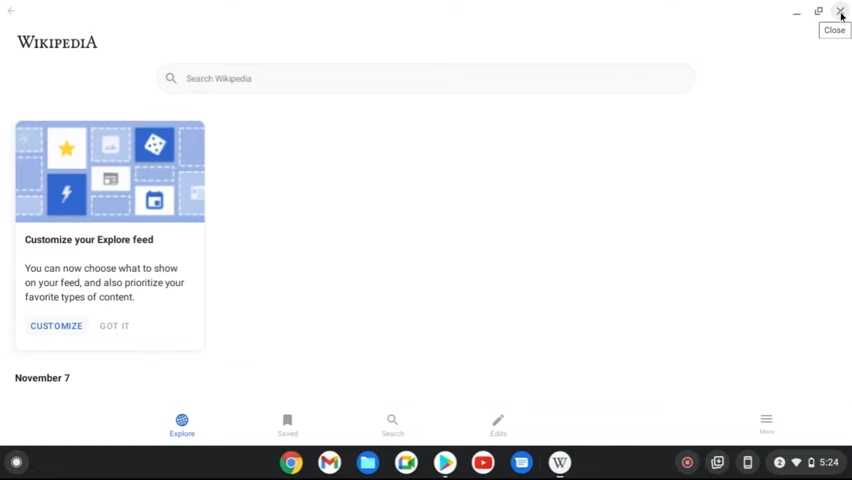 Close
WIKIPEDIA
Search Wikipedia
Customize your Explore feed
You can now choose what to show
on your feed, and also prioritize your
favorite types of content.
CUSTOMIZE GOT IT
November 7
Explore Saved Search Edits More
W 2 5:24